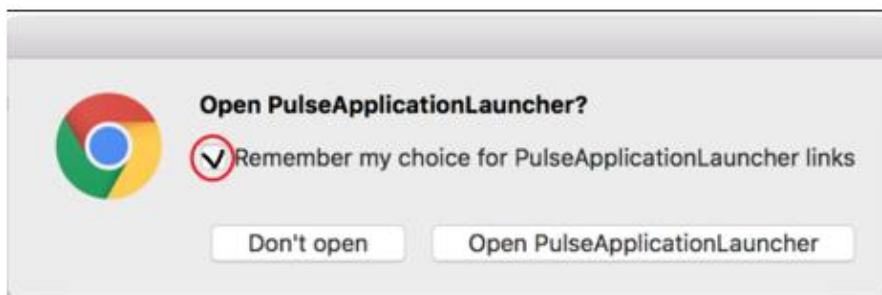 Open PulseApplicationLauncher?
Remember my choice for PulseApplicationLauncher links
Don't open
Open PulseApplicationLauncher